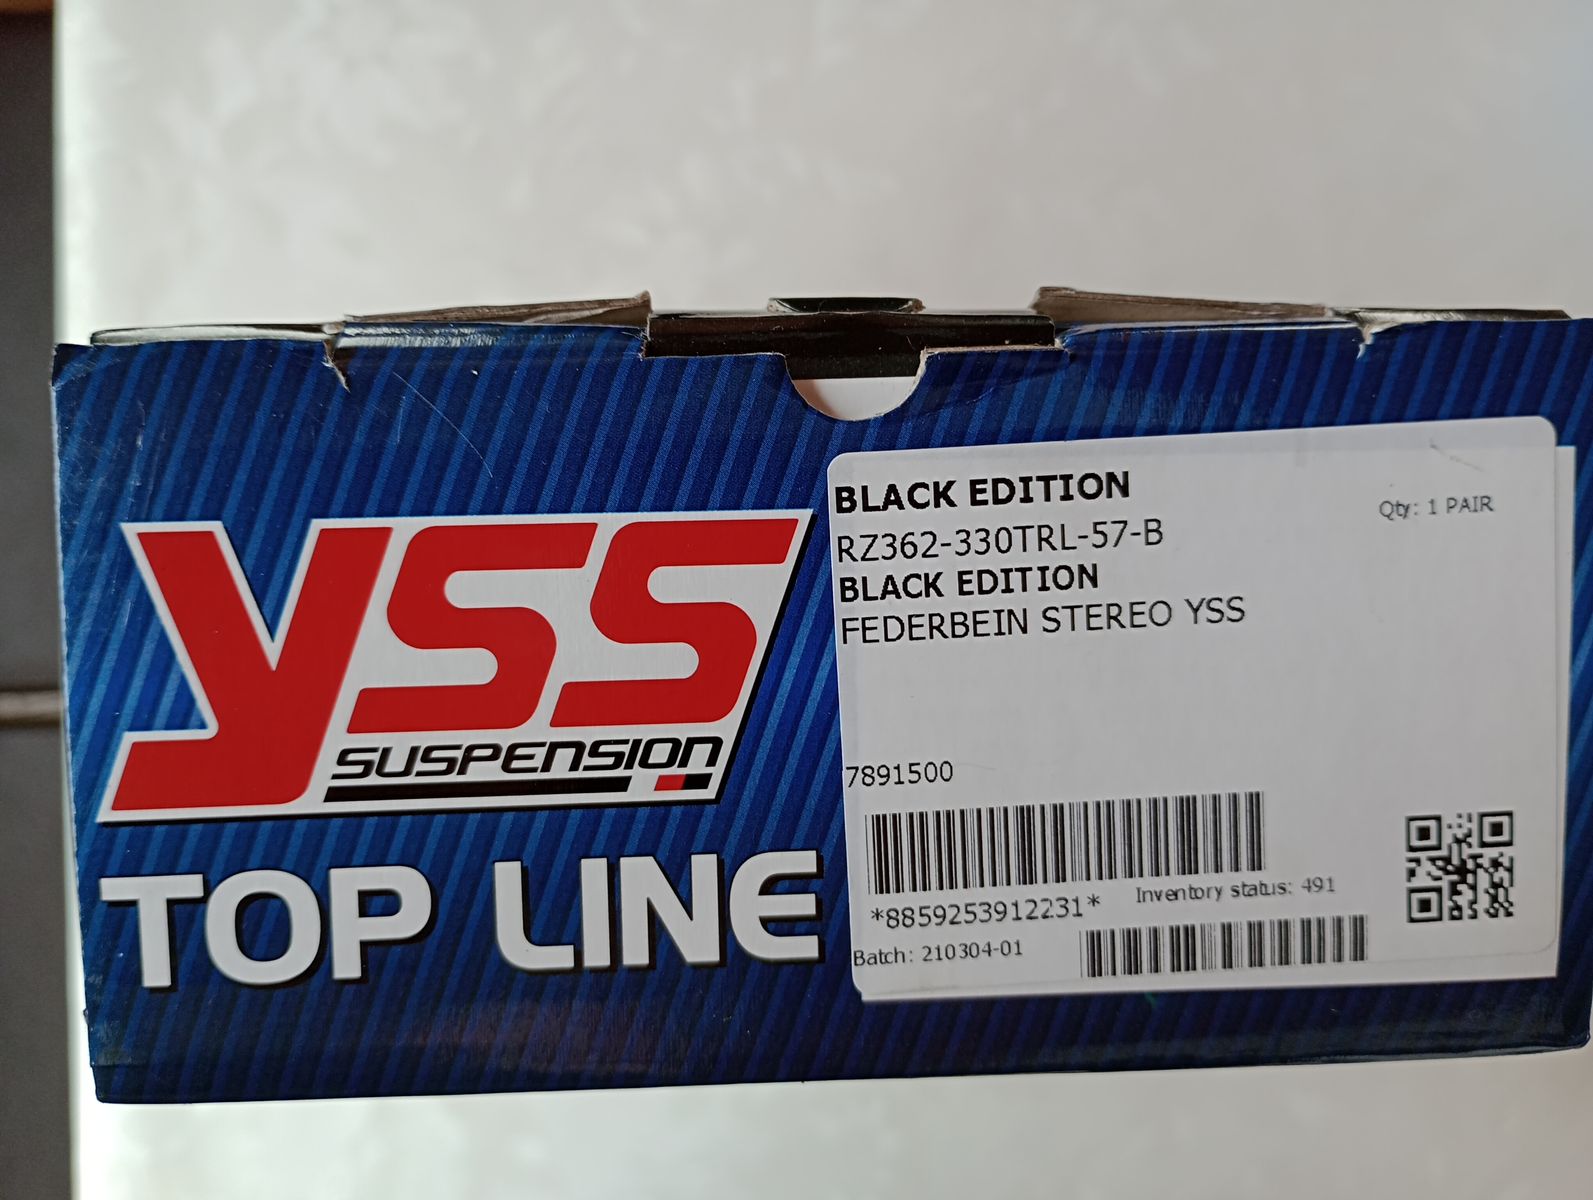 YSS
SUSPENSION
TOP LINE
BLACK EDITION
Qty: 1 PAIR
RZ362-330TRL-57-B
BLACK EDITION
FEDERBEIN STEREO YSS
7891500
*8859253912231*
Inventory status: 491
Batch: 210304-01